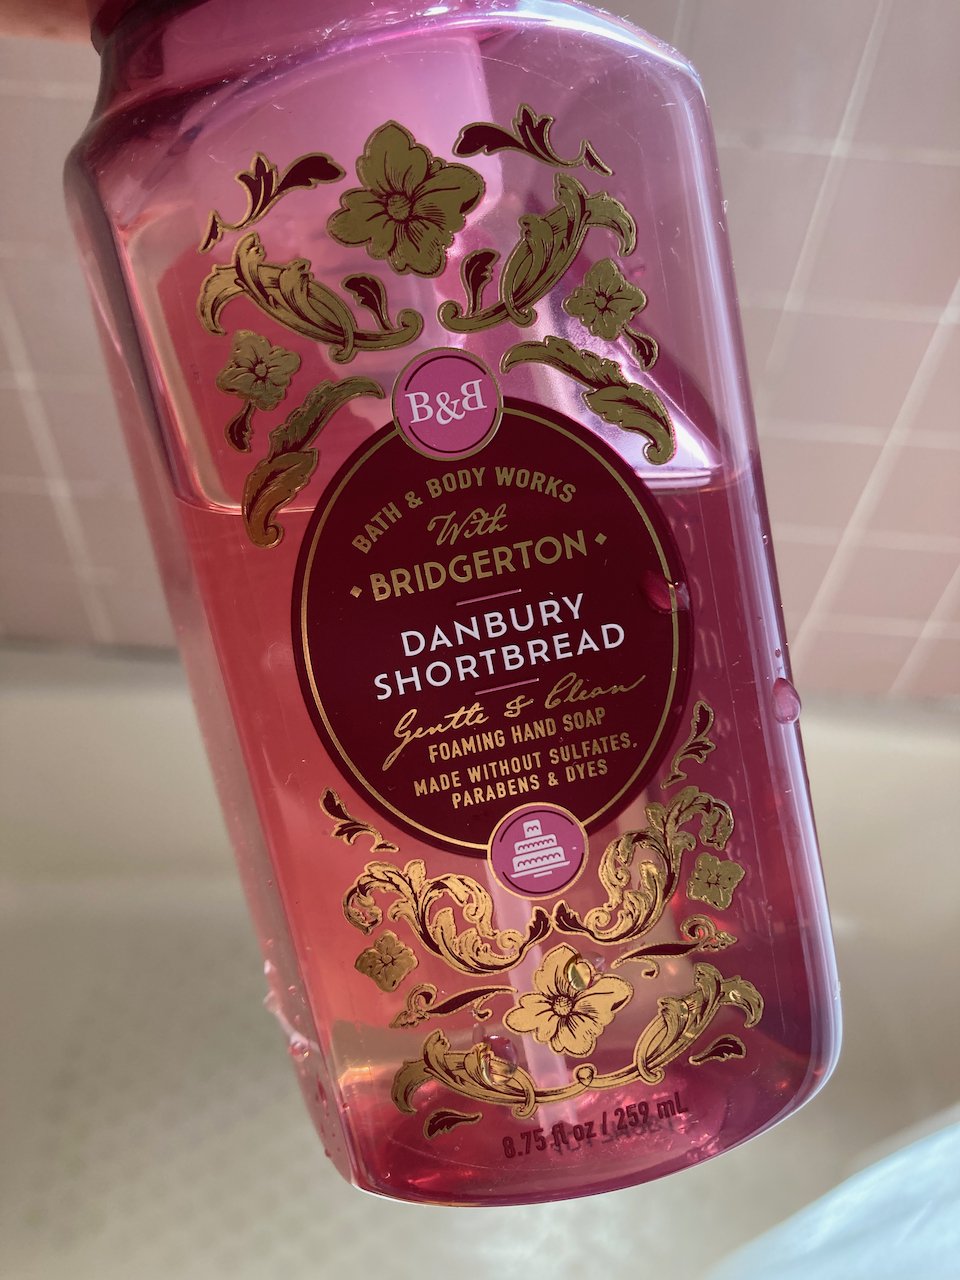 B&B
BATH & BODY WORKS
With
BRIDGERTON
DANBURY
SHORTBREAD
Gentle & Clean
FOAMING HAND SOAP
MADE WITHOUT SULFATES,
PARABENS & DYES
8.75 fl oz / 259 mL